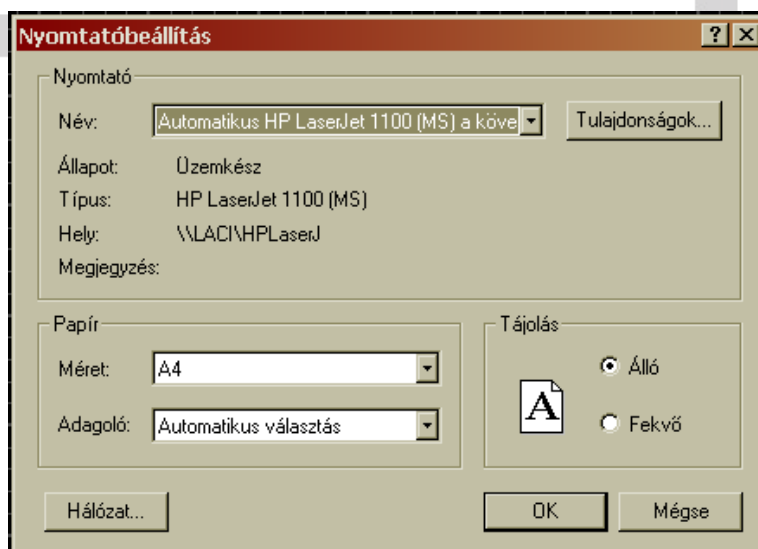 Nyomtatóbeállítás
Nyomtató
Név: Automatikus HP LaserJet 1100 (MS) a köve Tulajdonságok...
Állapot: Üzemkész
Típus: HP LaserJet 1100 (MS)
Hely: \\LACI\HPLaserJ
Megjegyzés:
Papír
Méret: A4
Adagoló: Automatikus választás
Tájolás
A
Álló
Fekvő
Hálózat... OK Mégse